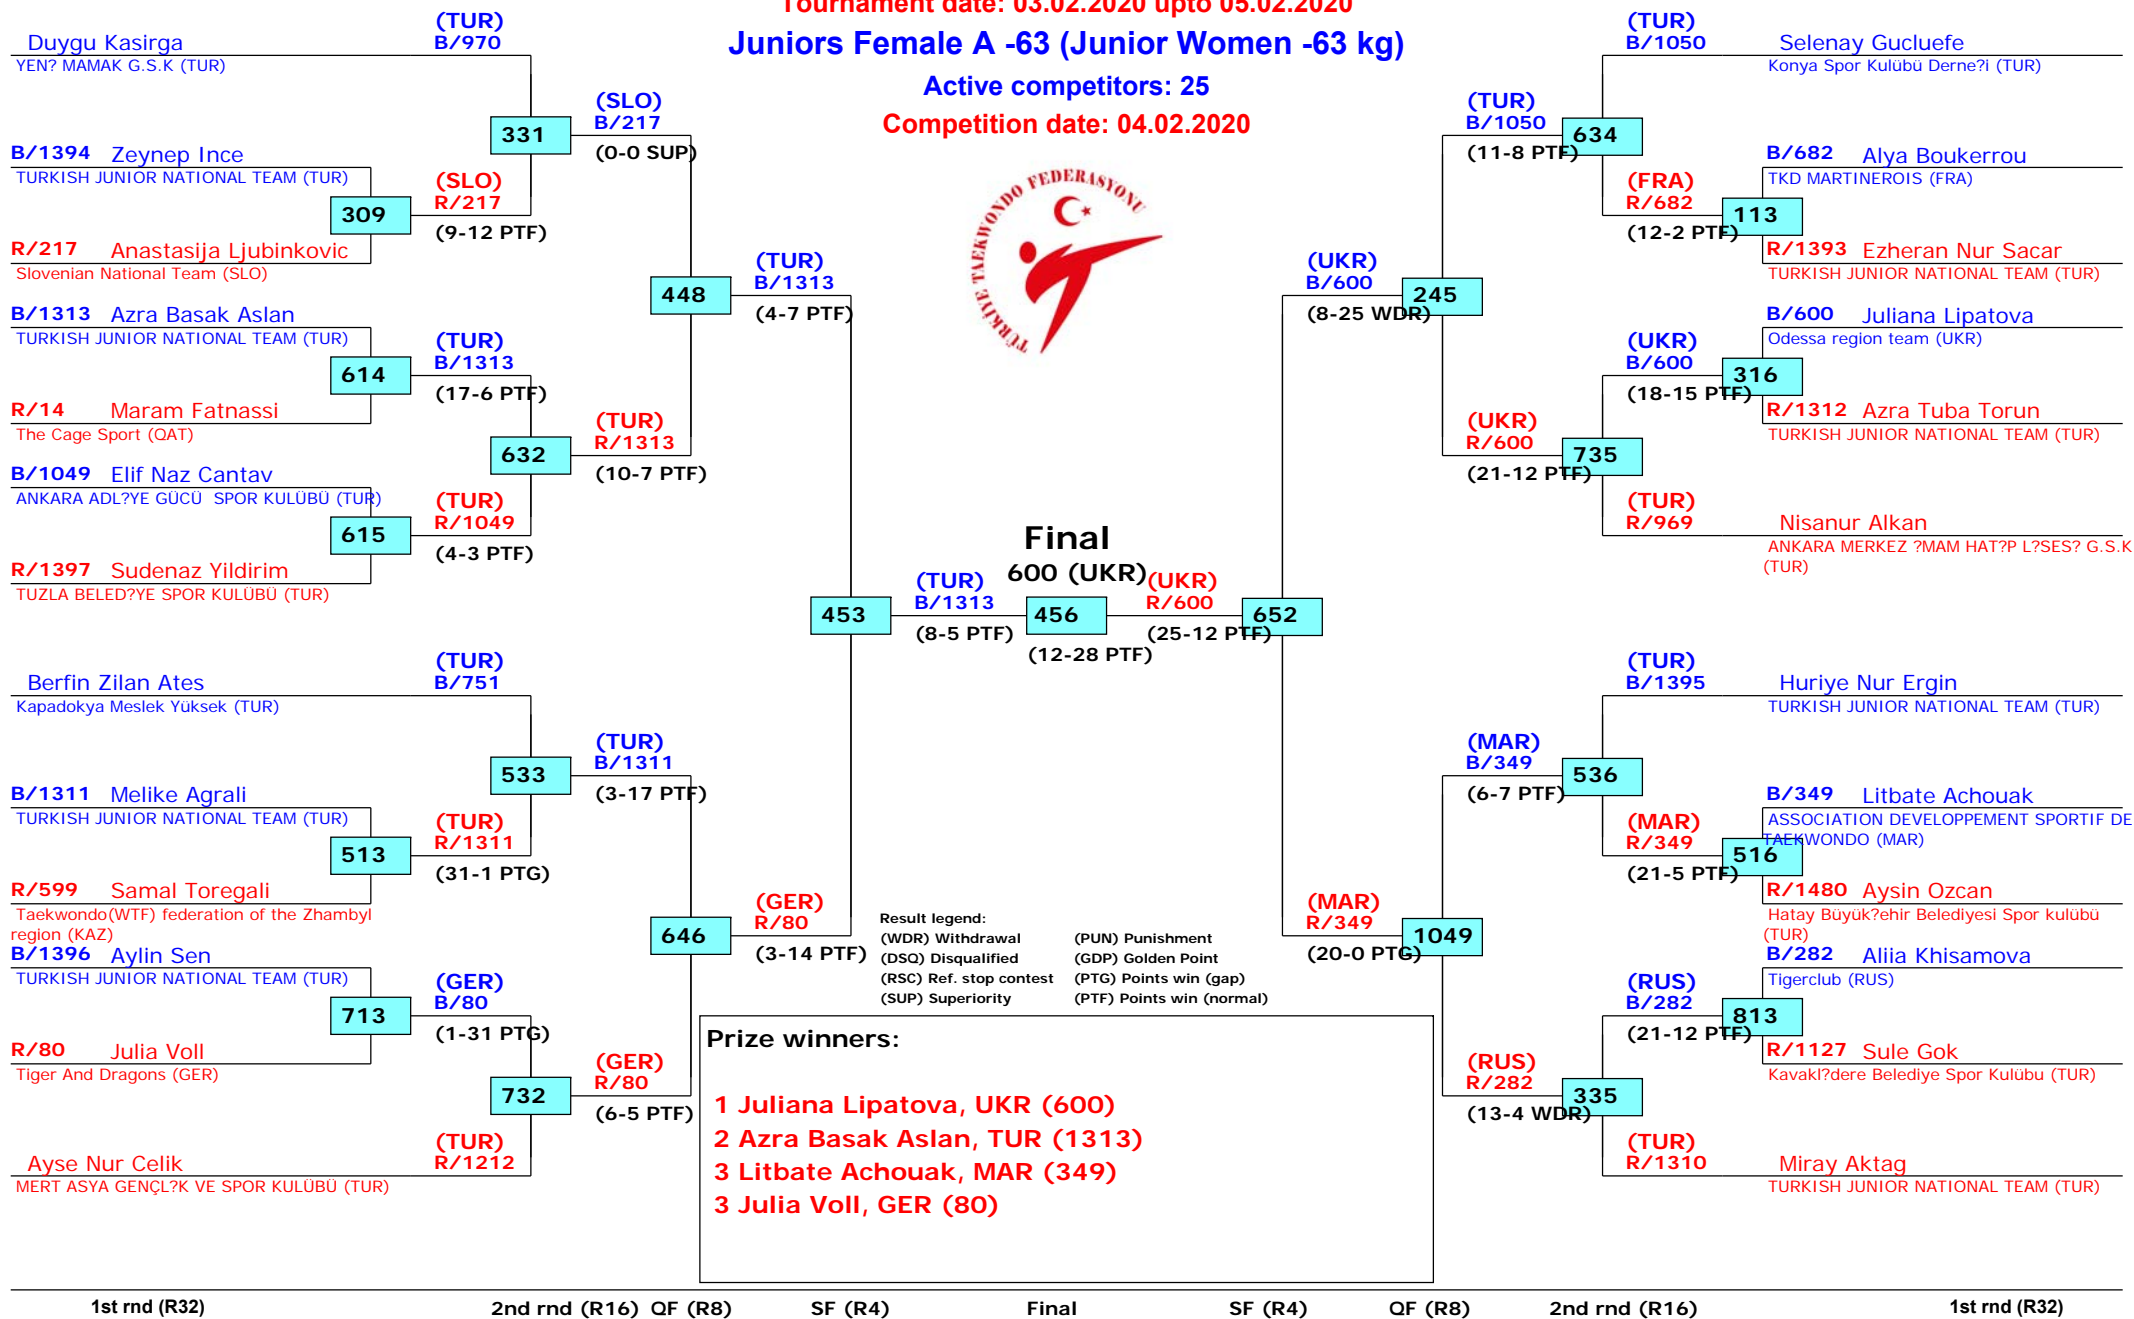 Tournament date: 03.02.2020 upto 05.02.2020
Juniors Female A -63 (Junior Women -63 kg)
Active competitors: 25
Competition date: 04.02.2020
TÜRKİYE TAEKWONDO FEDERASYONU
Duygu Kasirga
YEN? MAMAK G.S.K (TUR)
(TUR)
B/970
B/1394 Zeynep Ince
TURKISH JUNIOR NATIONAL TEAM (TUR)
309
R/217 Anastasija Ljubinkovic
Slovenian National Team (SLO)
(SLO)
R/217
(9-12 PTF)
331
(SLO)
B/217
(0-0 SUP)
B/1313 Azra Basak Aslan
TURKISH JUNIOR NATIONAL TEAM (TUR)
614
R/14 Maram Fatnassi
The Cage Sport (QAT)
(TUR)
B/1313
(17-6 PTF)
B/1049 Elif Naz Cantav
ANKARA ADL?YE GÜCÜ SPOR KULÜBÜ (TUR)
615
R/1397 Sudenaz Yildirim
TUZLA BELED?YE SPOR KULÜBÜ (TUR)
(TUR)
R/1049
(4-3 PTF)
632
(TUR)
R/1313
(10-7 PTF)
448
(TUR)
B/1313
(4-7 PTF)
Berfin Zilan Ates
Kapadokya Meslek Yüksek (TUR)
(TUR)
B/751
B/1311 Melike Agrali
TURKISH JUNIOR NATIONAL TEAM (TUR)
513
R/599 Samal Toregali
Taekwondo(WTF) federation of the Zhambyl
region (KAZ)
(TUR)
R/1311
(31-1 PTG)
533
(TUR)
B/1311
(3-17 PTF)
B/1396 Aylin Sen
TURKISH JUNIOR NATIONAL TEAM (TUR)
713
R/80 Julia Voll
Tiger And Dragons (GER)
(GER)
B/80
(1-31 PTG)
732
Ayse Nur Celik
MERT ASYA GENÇL?K VE SPOR KULÜBÜ (TUR)
(TUR)
R/1212
(GER)
R/80
(6-5 PTF)
646
(GER)
R/80
(3-14 PTF)
453
(TUR)
B/1313
(8-5 PTF)
Final
600 (UKR)
456
(12-28 PTF)
(UKR)
R/600
(25-12 PTF)
652
(UKR)
B/600
(8-25 WDR)
245
(TUR)
B/1050
(11-8 PTF)
634
(TUR)
B/1050
Selenay Gucluefe
Konya Spor Kulübü Derne?i (TUR)
(FRA)
R/682
(12-2 PTF)
113
B/682 Alya Boukerrou
TKD MARTINEROIS (FRA)
R/1393 Ezheran Nur Sacar
TURKISH JUNIOR NATIONAL TEAM (TUR)
B/600 Juliana Lipatova
Odessa region team (UKR)
(UKR)
B/600
(18-15 PTF)
316
R/1312 Azra Tuba Torun
TURKISH JUNIOR NATIONAL TEAM (TUR)
(UKR)
R/600
(21-12 PTF)
735
(TUR)
R/969
Nisanur Alkan
ANKARA MERKEZ ?MAM HAT?P L?SES? G.S.K
(TUR)
(TUR)
B/1395
Huriye Nur Ergin
TURKISH JUNIOR NATIONAL TEAM (TUR)
(MAR)
B/349
(6-7 PTF)
536
B/349 Litbate Achouak
ASSOCIATION DEVELOPPEMENT SPORTIF DE
TAEKWONDO (MAR)
(MAR)
R/349
(21-5 PTF)
516
R/1480 Aysin Ozcan
Hatay Büyük?ehir Belediyesi Spor kulübü
(TUR)
(MAR)
R/349
(20-0 PTG)
1049
B/282 Aliia Khisamova
Tigerclub (RUS)
(RUS)
B/282
(21-12 PTF)
813
R/1127 Sule Gok
Kavakl?dere Belediye Spor Kulübu (TUR)
(RUS)
R/282
(13-4 WDR)
335
(TUR)
R/1310
Miray Aktag
TURKISH JUNIOR NATIONAL TEAM (TUR)
Result legend:
(WDR) Withdrawal (PUN) Punishment
(DSQ) Disqualified (GDP) Golden Point
(RSC) Ref. stop contest (PTG) Points win (gap)
(SUP) Superiority (PTF) Points win (normal)
Prize winners:
1 Juliana Lipatova, UKR (600)
2 Azra Basak Aslan, TUR (1313)
3 Litbate Achouak, MAR (349)
3 Julia Voll, GER (80)
1st rnd (R32) 2nd rnd (R16) QF (R8) SF (R4) Final SF (R4) QF (R8) 2nd rnd (R16) 1st rnd (R32)